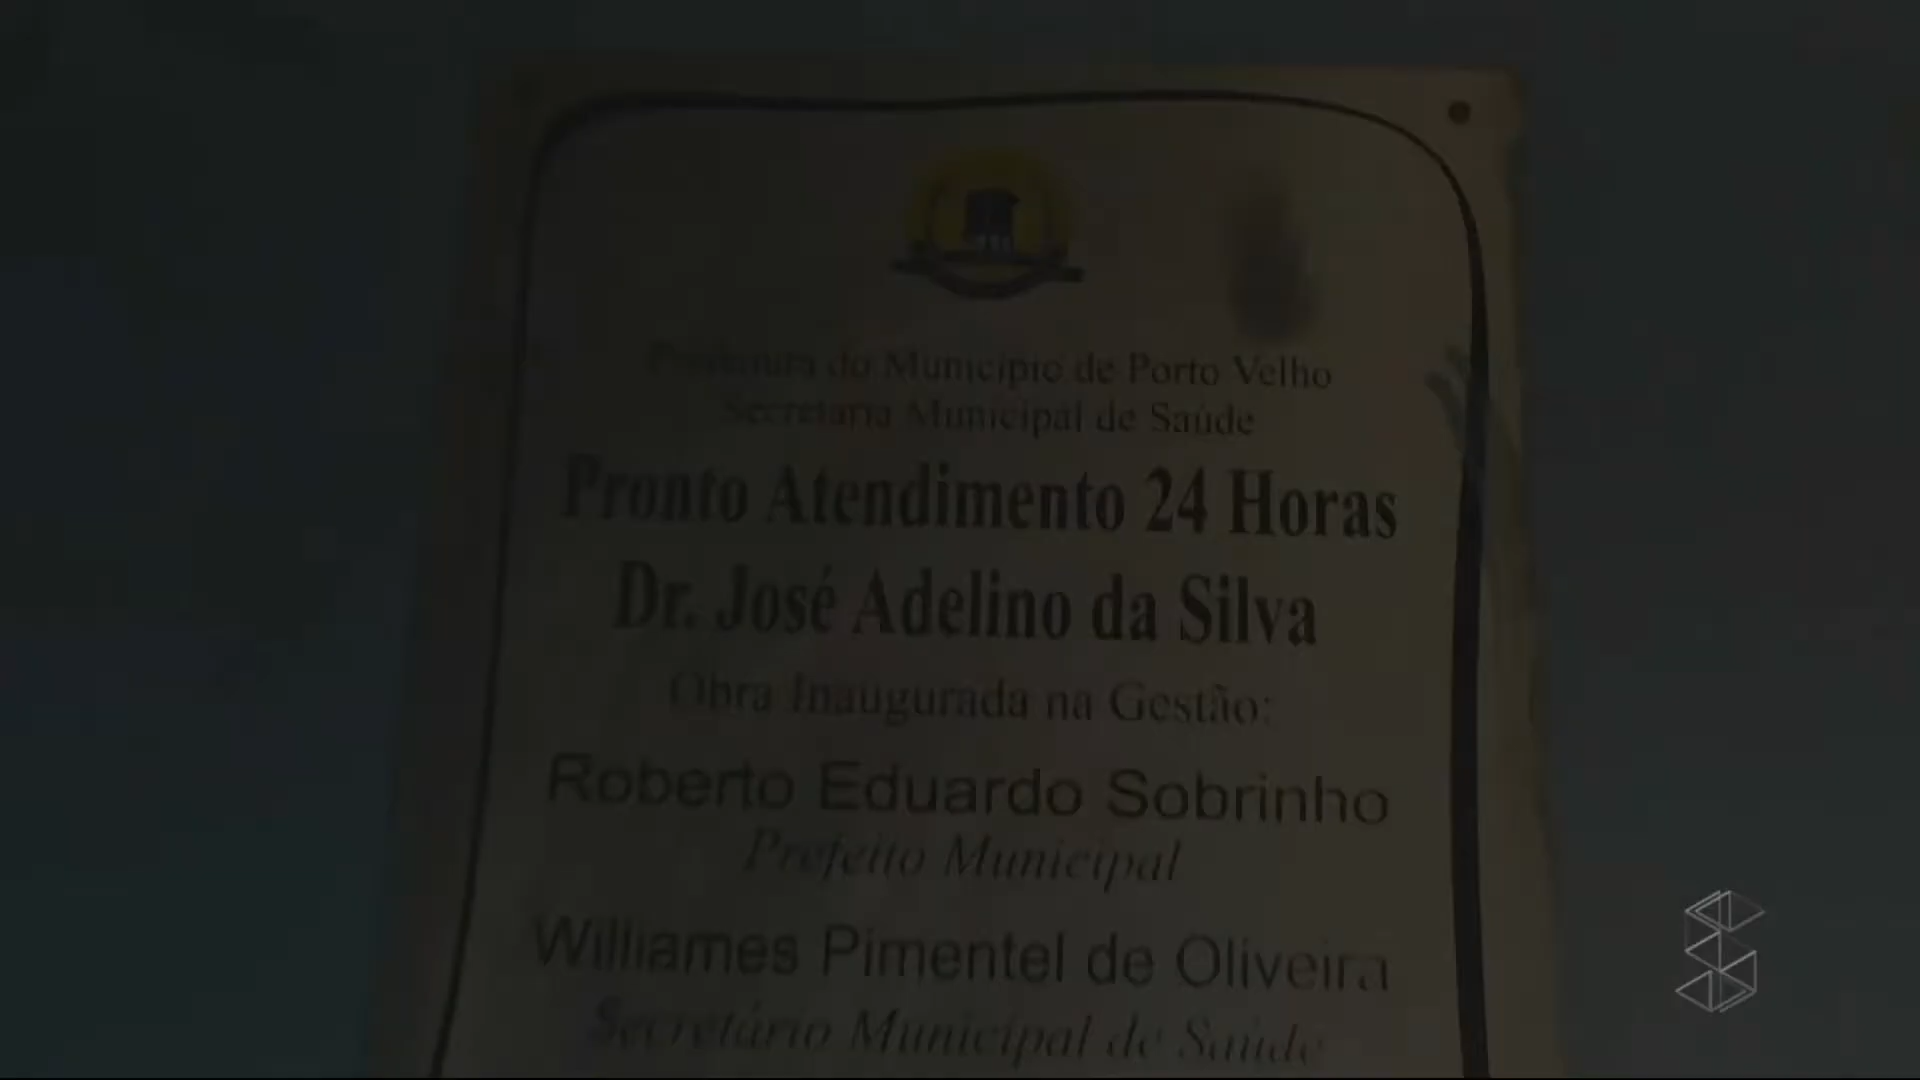 Prefeitura do Município de Porto Velho
Secretaria Municipal de Saúde
Pronto Atendimento 24 Horas
Dr. José Adelino da Silva
Obra Inaugurada na Gestão:
Roberto Eduardo Sobrinho
Prefeito Municipal
Williames Pimentel de Oliveira
Secretário Municipal de Saúde